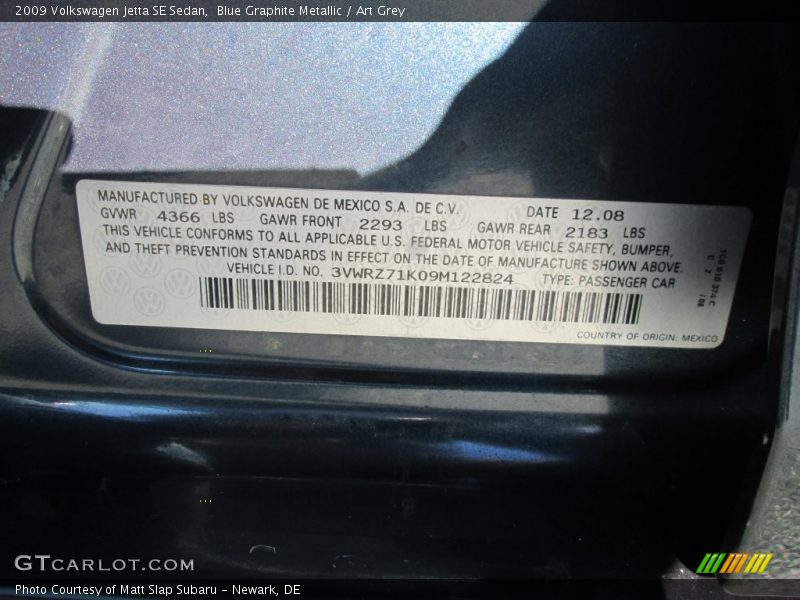 2009 Volkswagen Jetta SE Sedan,  Blue Graphite Metallic / Art Grey
MANUFACTURED BY VOLKSWAGEN DE MEXICO S.A. DE C.V. DATE 12.08
GVWR 4366 LBS GAWR FRONT 2293 LBS GAWR REAR 2183 LBS
THIS VEHICLE CONFORMS TO ALL APPLICABLE U.S. FEDERAL MOTOR VEHICLE SAFETY, BUMPER,
AND THEFT PREVENTION STANDARDS IN EFFECT ON THE DATE OF MANUFACTURE SHOWN ABOVE.
VEHICLE I.D. NO. 3VWRZ71K09M122824 TYPE: PASSENGER CAR
COUNTRY OF ORIGIN: MEXICO
GTCARLOT.COM
Photo Courtesy of Matt Slap Subaru - Newark, DE